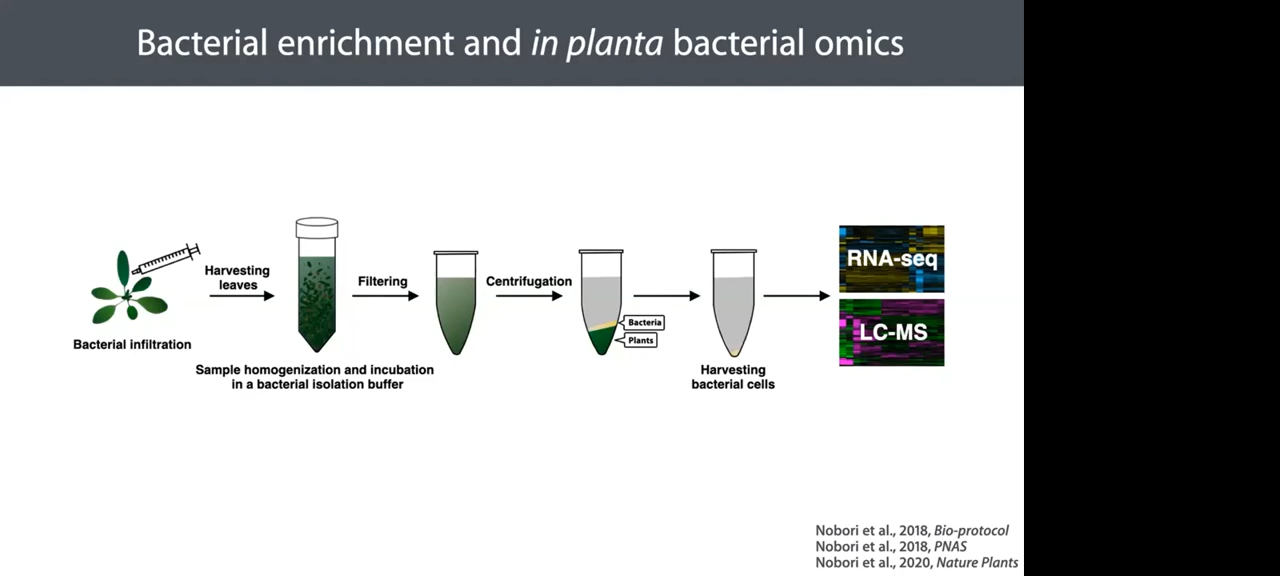 Bacterial enrichment and in planta bacterial omics
Bacterial infiltration
Harvesting
leaves
Sample homogenization and incubation
in a bacterial isolation buffer
Filtering
Centrifugation
Bacteria
Plants
Harvesting
bacterial cells
RNA-seq
LC-MS
Nobori et al., 2018, Bio-protocol
Nobori et al., 2018, PNAS
Nobori et al., 2020, Nature Plants